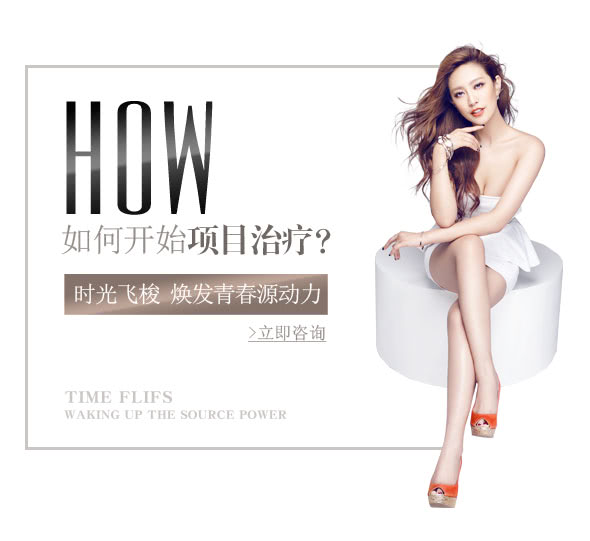 HOW
如何开始项目治疗?
时光飞梭 焕发青春源动力
>立即咨询
TIME FLIFS
WAKING UP THE SOURCE POWER